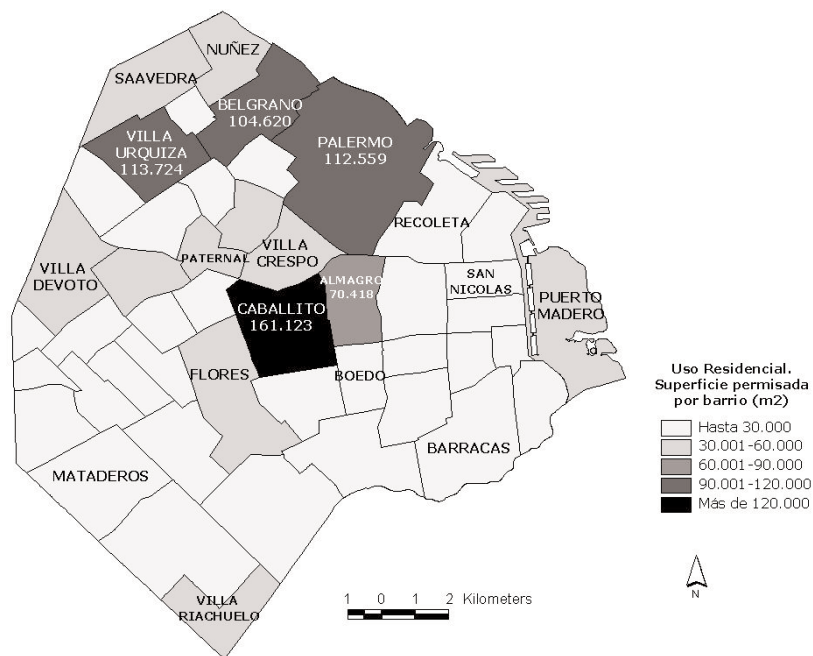 NUÑEZ
SAAVEDRA
BELGRANO
104.620
VILLA
URQUIZA
113.724
PALERMO
112.559
RECOLETA
VILLA
CRESPO
PATERNAL
VILLA
DEVOTO
ALMAGRO
70.418
SAN
NICOLAS
PUERTO
MADERO
CABALLITO
161.123
FLORES
BOEDO
BARRACAS
MATADEROS
VILLA
RIACHUELO
Uso Residencial.
Superficie permisada
por barrio (m2)
Hasta 30.000
30.001-60.000
60.001-90.000
90.001-120.000
Más de 120.000
N
1 0 1 2 Kilometers